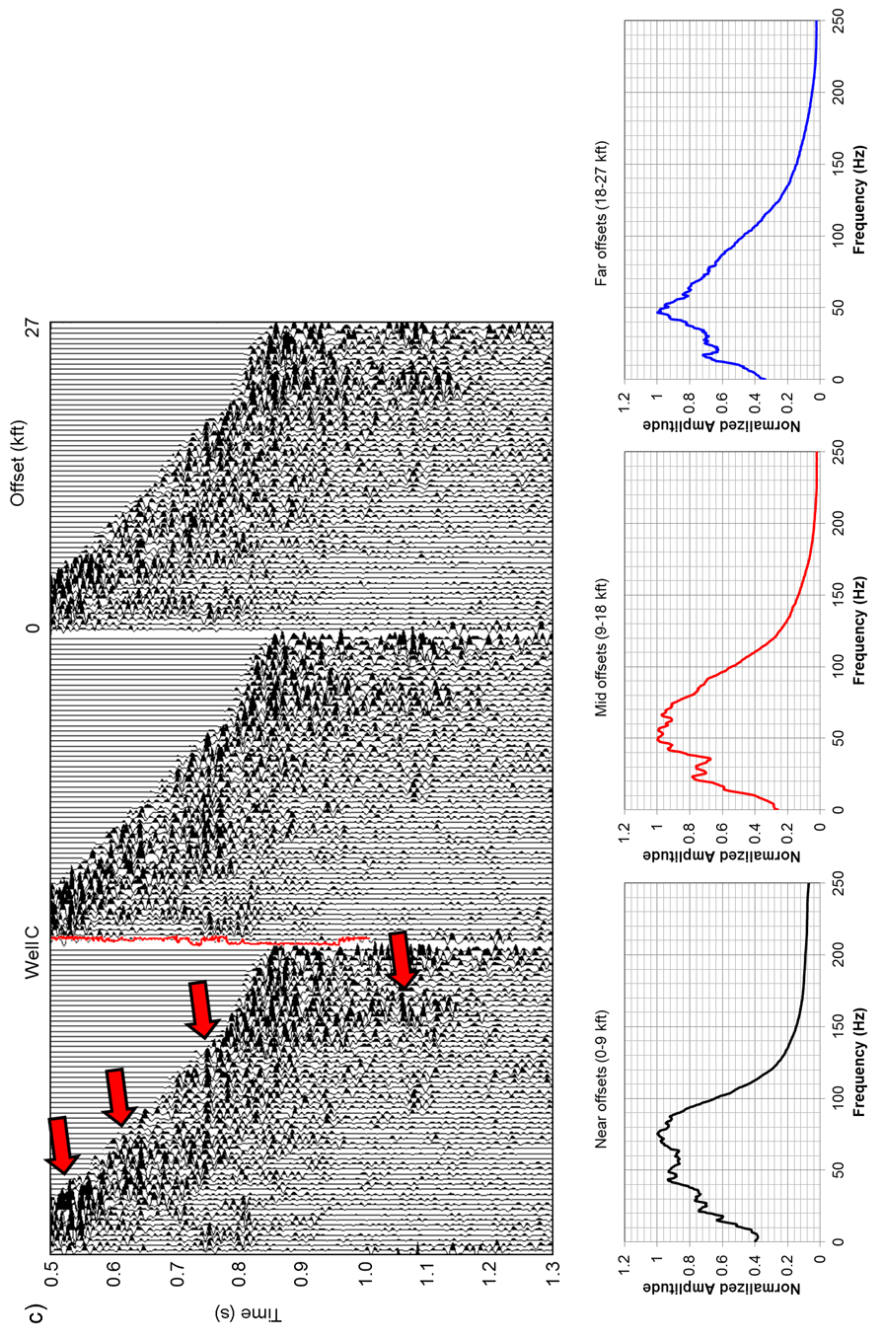 c)
Well C
Offset (kft)
0
27
Time (s)
0.5
0.6
0.7
0.8
0.9
1.0
1.1
1.2
1.3
Near offsets (0-9 kft)
Normalized Amplitude
1.2
1
0.8
0.6
0.4
0.2
0
0 50 100 150 200 250
Frequency (Hz)
Mid offsets (9-18 kft)
Normalized Amplitude
1.2
1
0.8
0.6
0.4
0.2
0
0 50 100 150 200 250
Frequency (Hz)
Far offsets (18-27 kft)
Normalized Amplitude
1.2
1
0.8
0.6
0.4
0.2
0
0 50 100 150 200 250
Frequency (Hz)